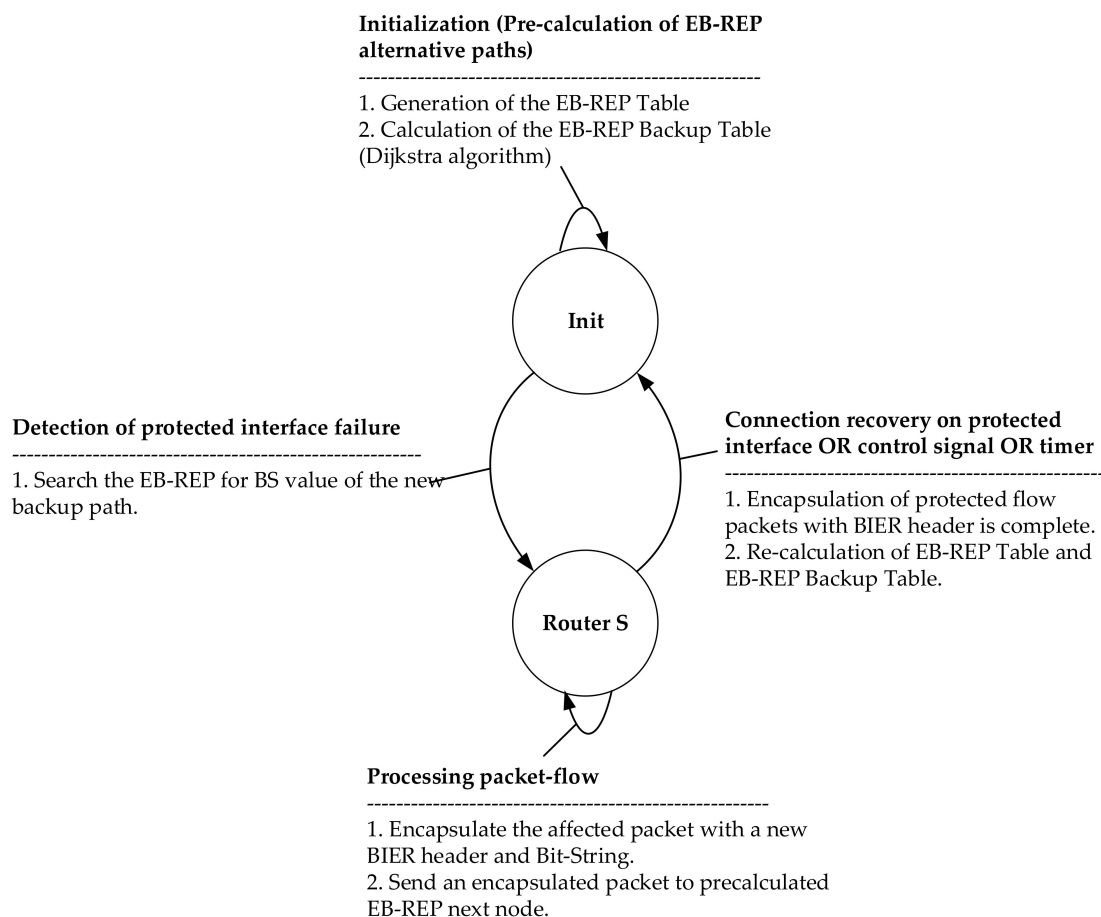 Initialization (Pre-calculation of EB-REP
alternative paths)
-------------------------------------------------------
1. Generation of the EB-REP Table
2. Calculation of the EB-REP Backup Table
(Dijkstra algorithm)
Init
Detection of protected interface failure
--------------------------------------------------------
1. Search the EB-REP for BS value of the new
backup path.
Connection recovery on protected
interface OR control signal OR timer
----------------------------------------------------
1. Encapsulation of protected flow
packets with BIER header is complete.
2. Re-calculation of EB-REP Table and
EB-REP Backup Table.
Router S
Processing packet-flow
-------------------------------------------------------
1. Encapsulate the affected packet with a new
BIER header and Bit-String.
2. Send an encapsulated packet to precalculated
EB-REP next node.